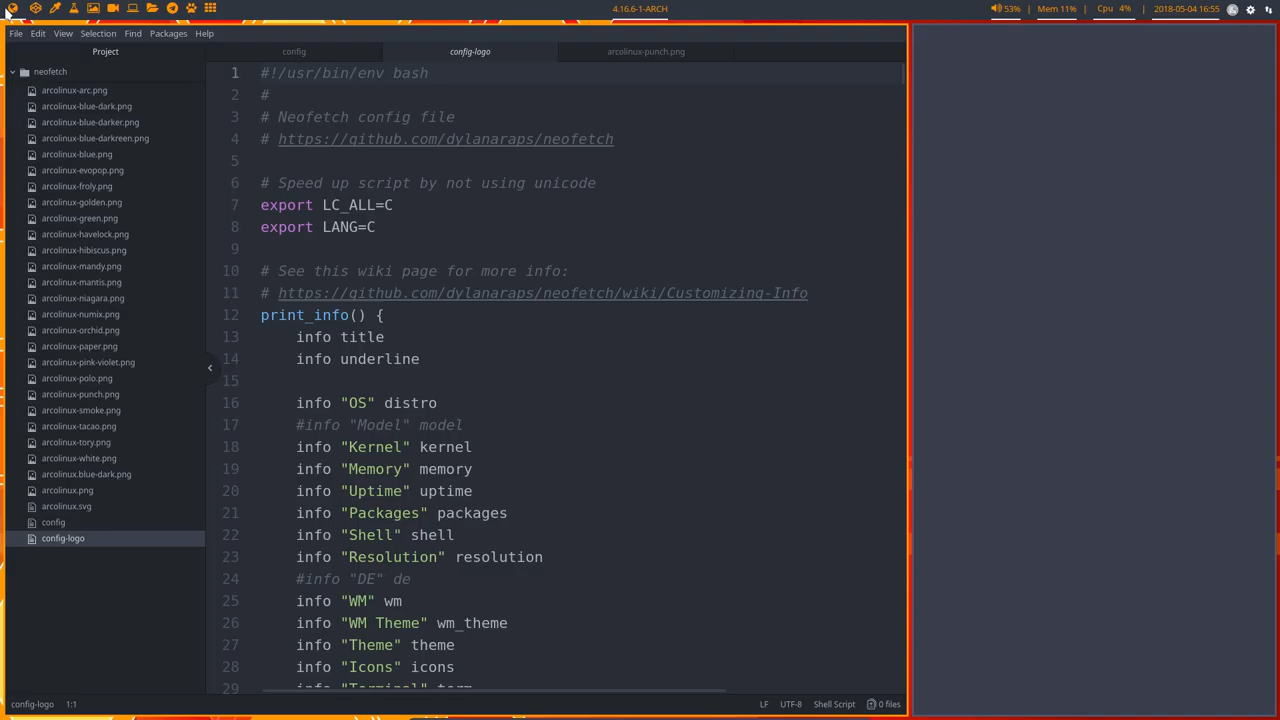 4.16.6-1-ARCH
53%
Mem 11%
Cpu 4%
2018-05-04 16:55
File Edit View Selection Find Packages Help
Project
config
config-logo
arcolinux-punch.png
neofetch
arcolinux-arc.png
arcolinux-blue-dark.png
arcolinux-blue-darker.png
arcolinux-blue-darkreen.png
arcolinux-blue.png
arcolinux-evopop.png
arcolinux-froly.png
arcolinux-golden.png
arcolinux-green.png
arcolinux-havelock.png
arcolinux-hibiscus.png
arcolinux-mandy.png
arcolinux-mantis.png
arcolinux-niagara.png
arcolinux-numix.png
arcolinux-orchid.png
arcolinux-paper.png
arcolinux-pink-violet.png
arcolinux-polo.png
arcolinux-punch.png
arcolinux-smoke.png
arcolinux-tacao.png
arcolinux-tory.png
arcolinux-white.png
arcolinux.blue-dark.png
arcolinux.png
arcolinux.svg
config
config-logo
1 #!/usr/bin/env bash
2 #
3 # Neofetch config file
4 # https://github.com/dylanaraps/neofetch
5
6 # Speed up script by not using unicode
7 export LC_ALL=C
8 export LANG=C
9
10 # See this wiki page for more info:
11 # https://github.com/dylanaraps/neofetch/wiki/Customizing-Info
12 print_info() {
13 info title
14 info underline
15
16 info "OS" distro
17 #info "Model" model
18 info "Kernel" kernel
19 info "Memory" memory
20 info "Uptime" uptime
21 info "Packages" packages
22 info "Shell" shell
23 info "Resolution" resolution
24 #info "DE" de
25 info "WM" wm
26 info "WM Theme" wm_theme
27 info "Theme" theme
28 info "Icons" icons
29 info "Terminal" term
config-logo 1:1
LF UTF-8 Shell Script 0 files